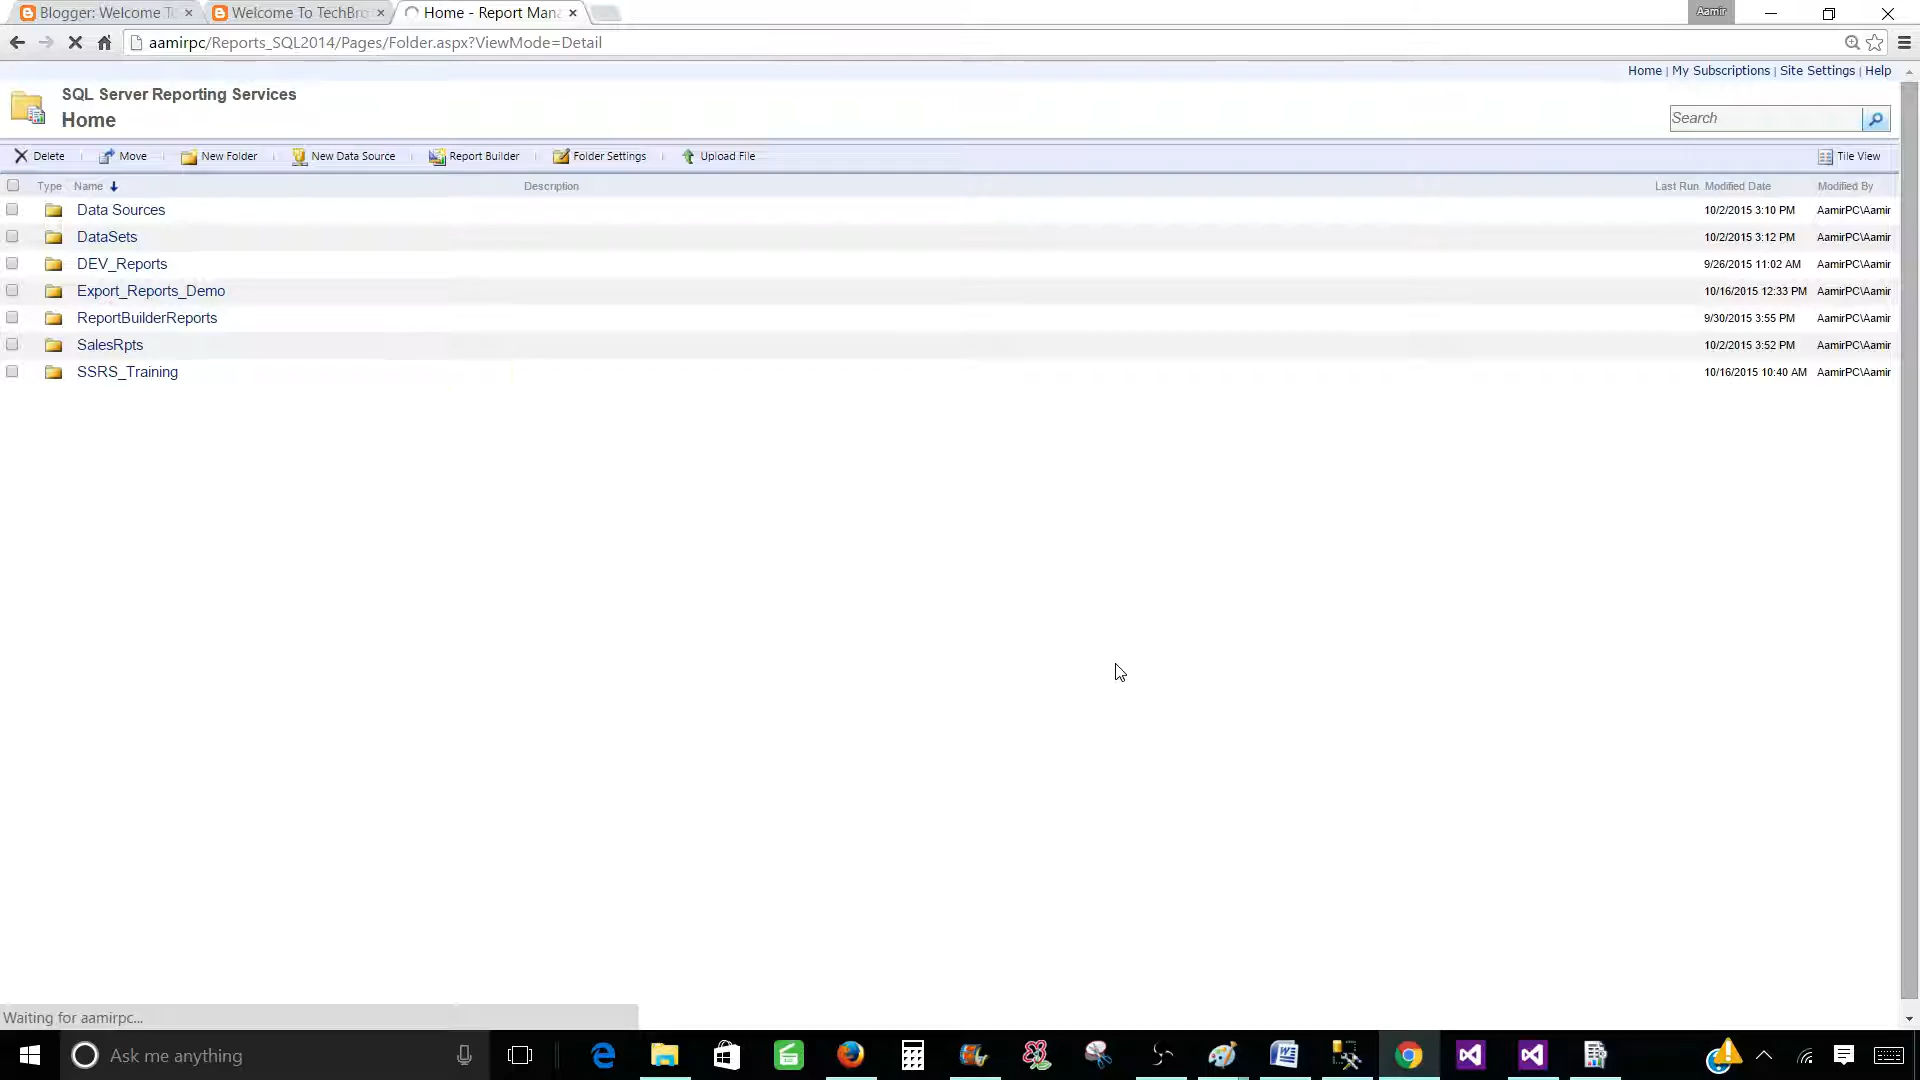 Blogger: Welcome T
Welcome To TechBro
Home - Report Mana
Aamir
aamirpc/Reports_SQL2014/Pages/Folder.aspx?ViewMode=Detail
Home | My Subscriptions | Site Settings | Help
SQL Server Reporting Services
Home
Search
Delete Move New Folder New Data Source Report Builder Folder Settings Upload File Tile View
Type Name Description Last Run Modified Date Modified By
Data Sources 10/2/2015 3:10 PM AamirPC\Aamir
DataSets 10/2/2015 3:12 PM AamirPC\Aamir
DEV_Reports 9/26/2015 11:02 AM AamirPC\Aamir
Export_Reports_Demo 10/16/2015 12:33 PM AamirPC\Aamir
ReportBuilderReports 9/30/2015 3:55 PM AamirPC\Aamir
SalesRpts 10/2/2015 3:52 PM AamirPC\Aamir
SSRS_Training 10/16/2015 10:40 AM AamirPC\Aamir
Waiting for aamirpc...
Ask me anything